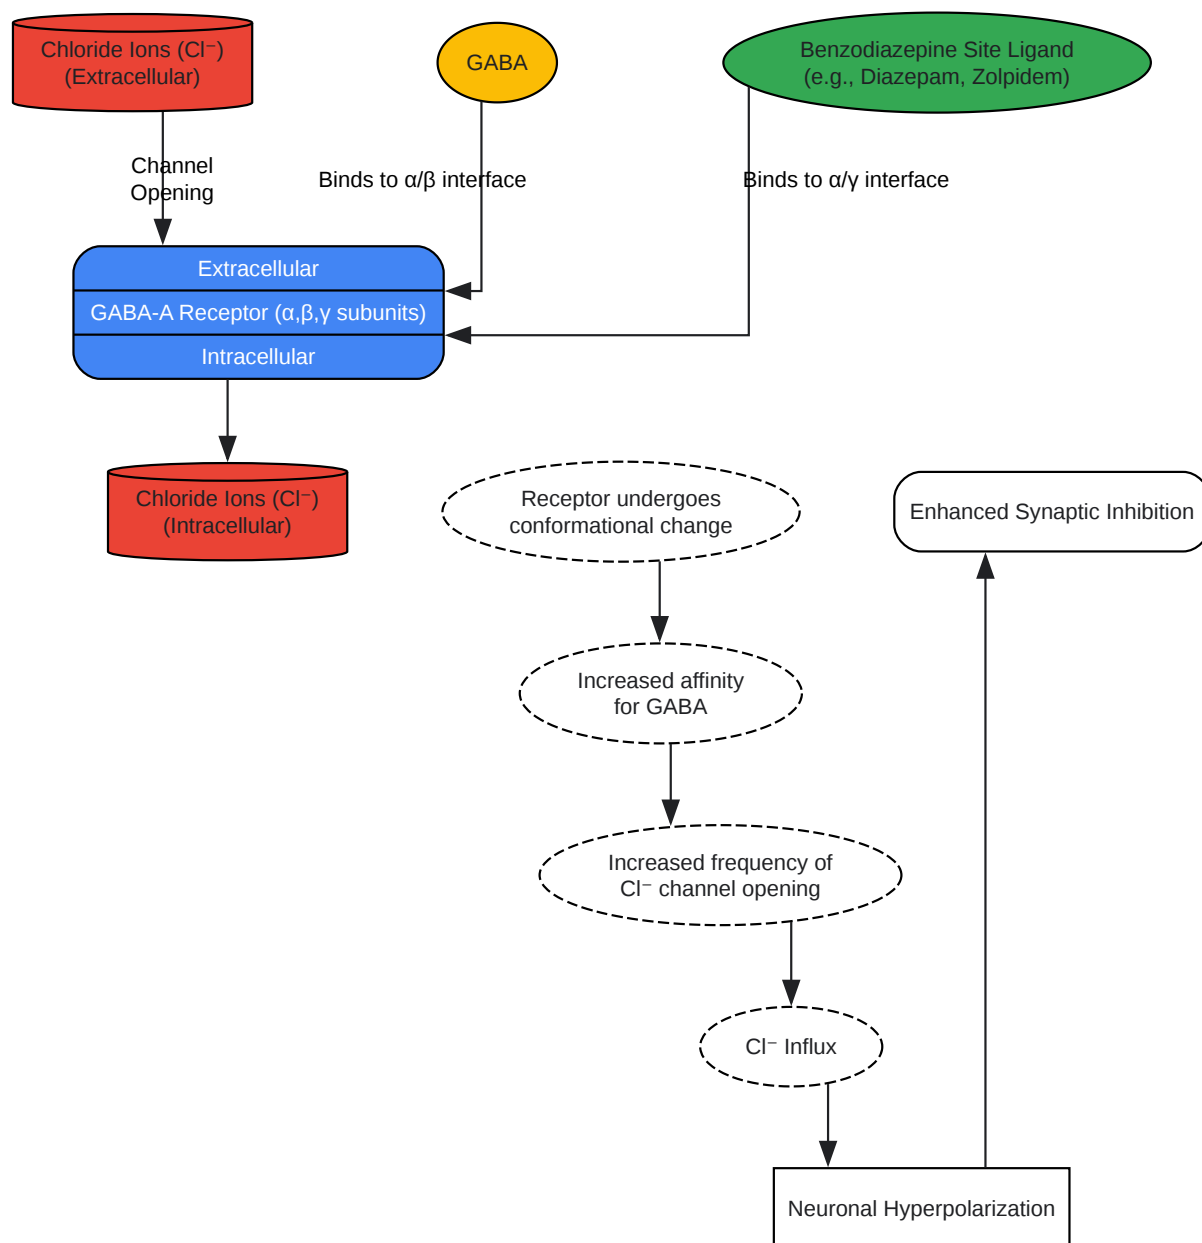 Chloride Ions (Cl⁻)
(Extracellular)
GABA
Benzodiazepine Site Ligand
(e.g., Diazepam, Zolpidem)
Channel
Opening
Binds to α/β interface
Binds to α/γ interface
Extracellular
GABA-A Receptor (α,β,γ subunits)
Intracellular
Chloride Ions (Cl⁻)
(Intracellular)
Receptor undergoes
conformational change
Enhanced Synaptic Inhibition
Increased affinity
for GABA
Increased frequency of
Cl⁻ channel opening
Cl⁻ Influx
Neuronal Hyperpolarization